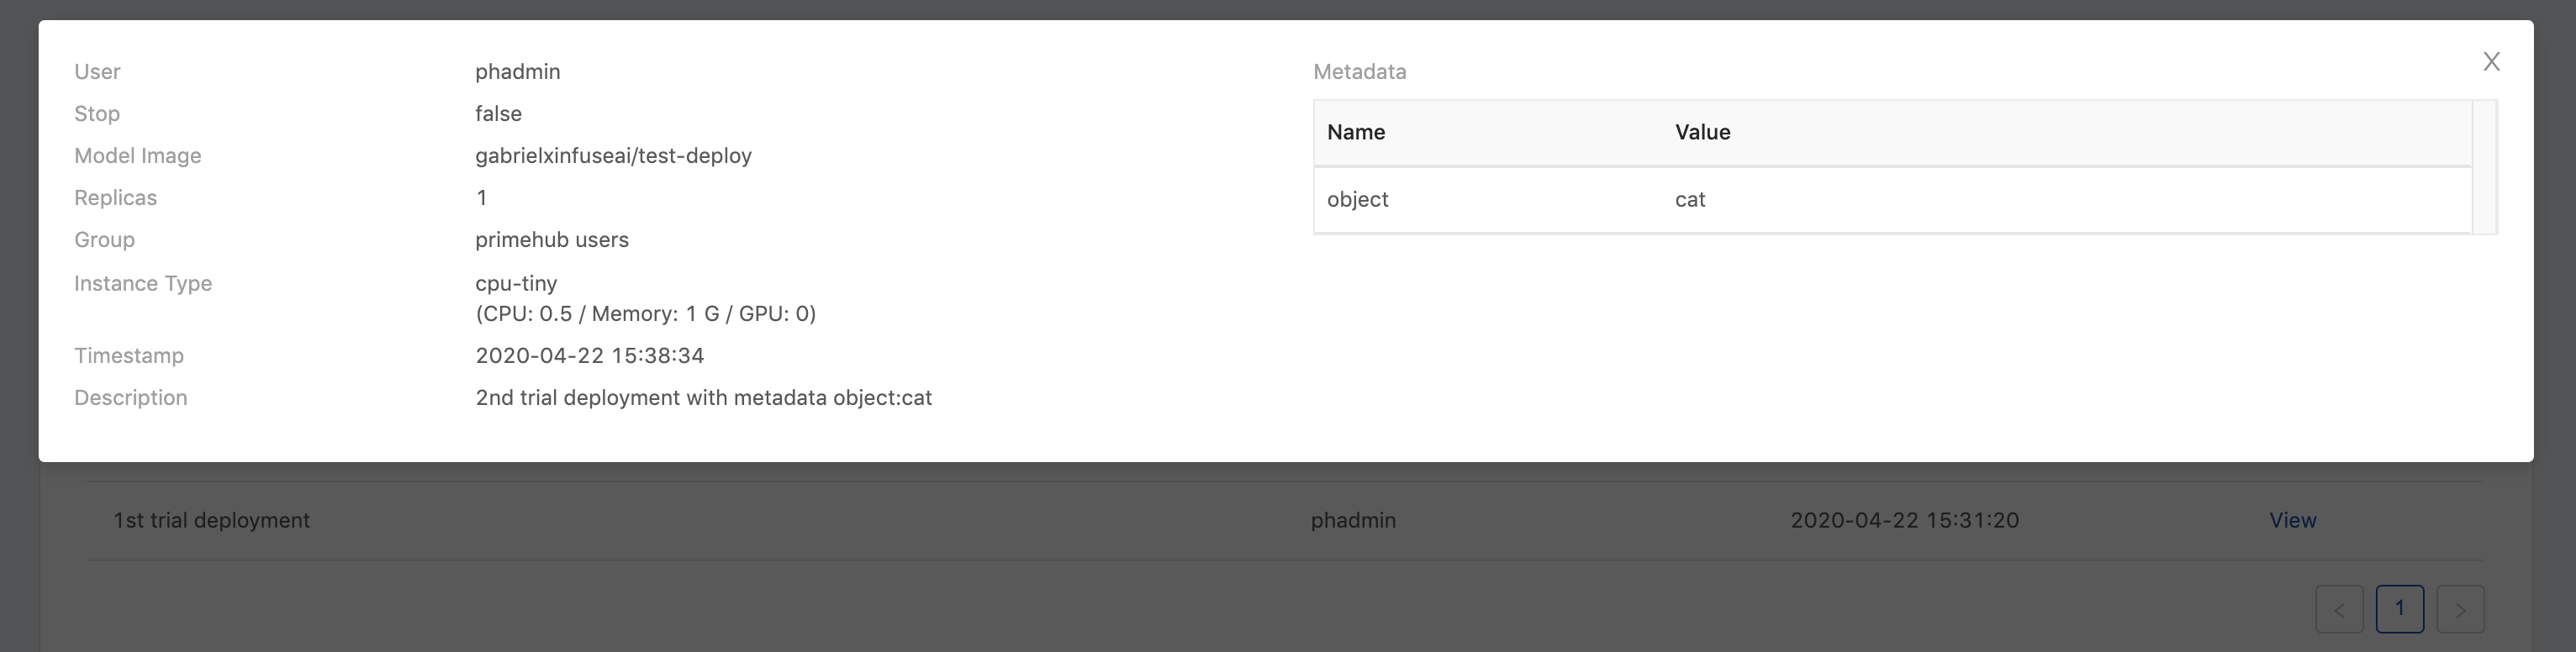 User phadmin
Stop false
Model Image gabrielxinfuseai/test-deploy
Replicas 1
Group primehub users
Instance Type cpu-tiny
(CPU: 0.5 / Memory: 1 G / GPU: 0)
Timestamp 2020-04-22 15:38:34
Description 2nd trial deployment with metadata object:cat
Metadata
X
Name Value
object cat
1st trial deployment phadmin 2020-04-22 15:31:20 View
< 1 >